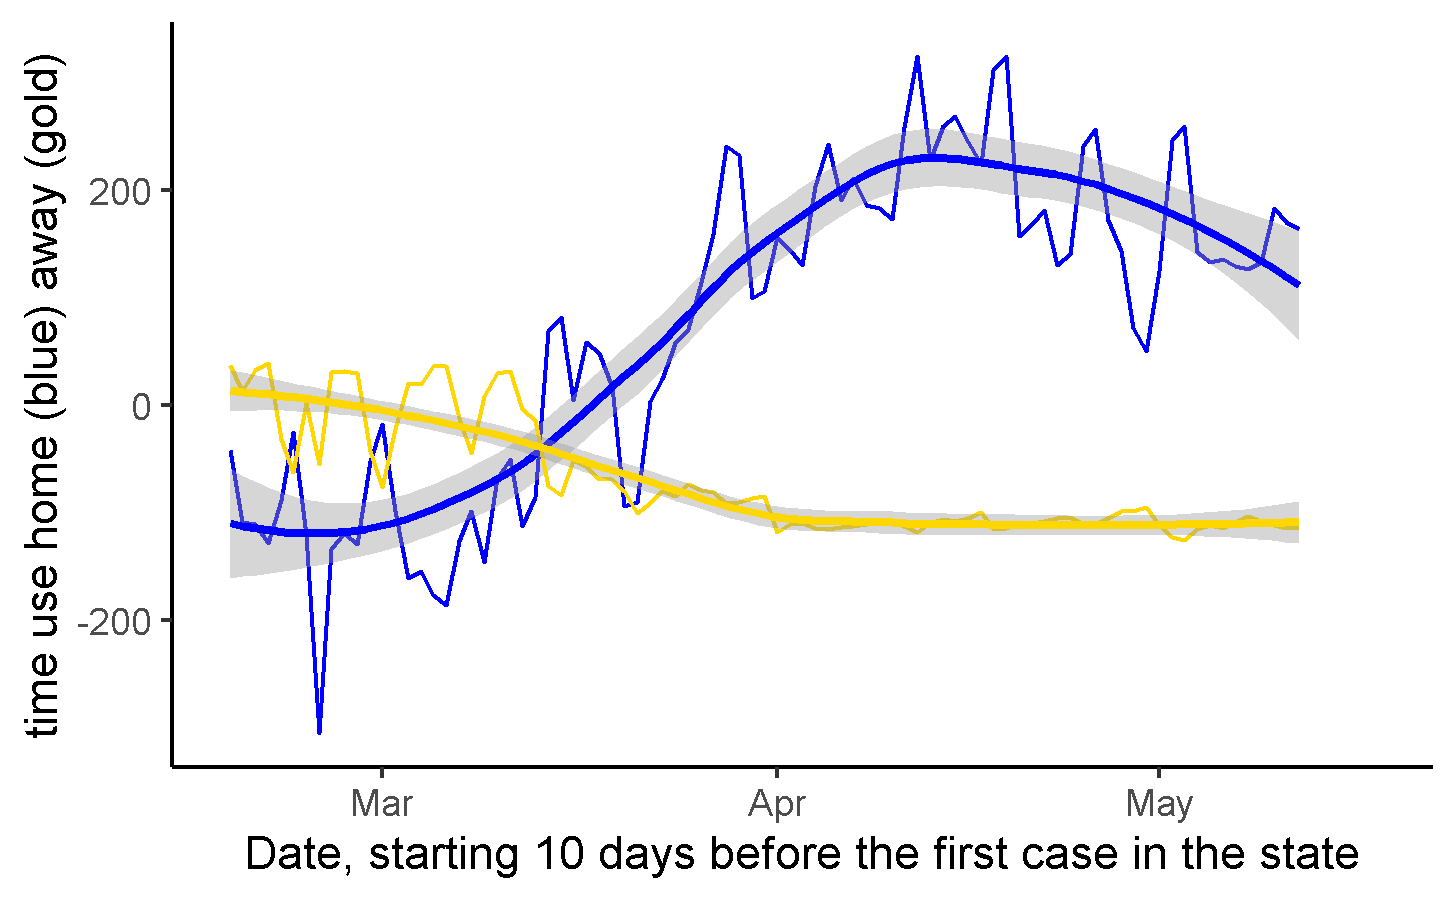 time use home (blue) away (gold)
200
0
-200
Mar
Apr
May
Date, starting 10 days before the first case in the state